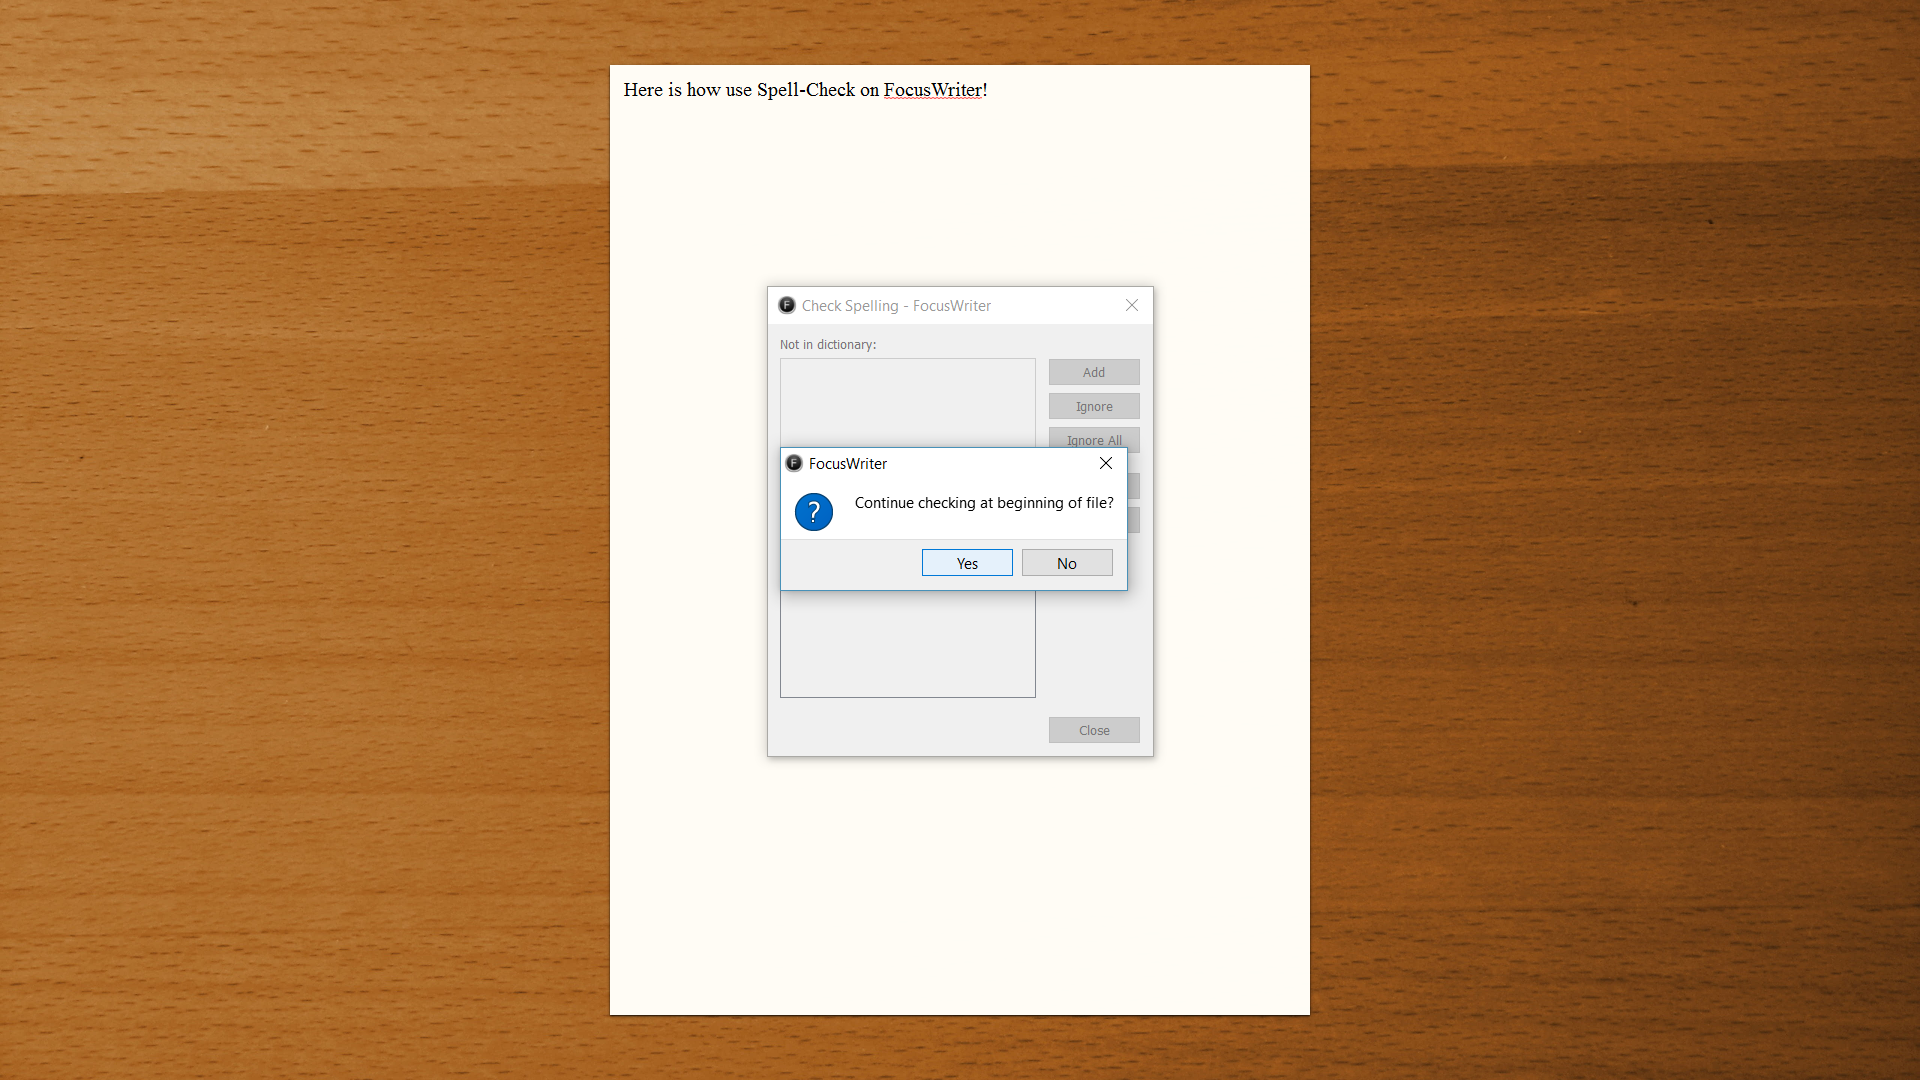 Here is how use Spell-Check on FocusWriter!
Check Spelling - FocusWriter
Not in dictionary:
Add
Ignore
Ignore All
FocusWriter
Continue checking at beginning of file?
Yes
No
Close